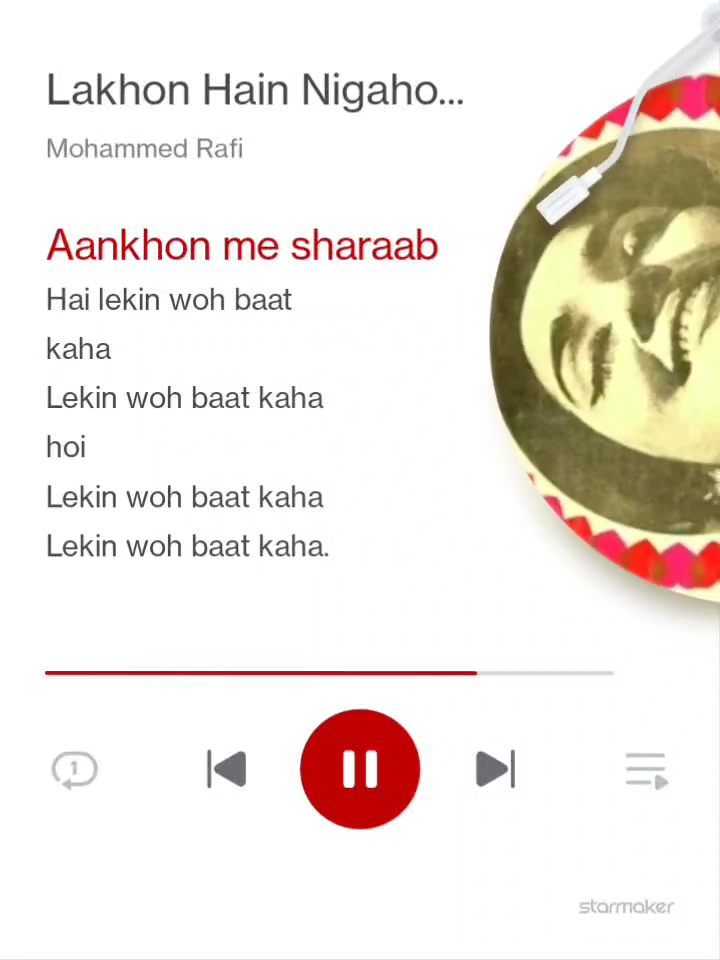 Lakhon Hain Nigaho...
Mohammed Rafi
Aankhon me sharaab
Hai lekin woh baat
kaha
Lekin woh baat kaha
hoi
Lekin woh baat kaha
Lekin woh baat kaha.
1
starmaker